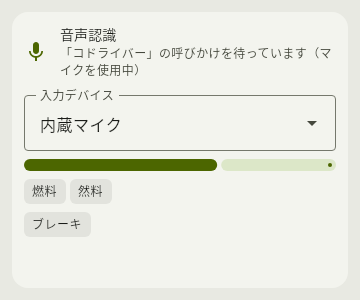 音声認識
「コドライバー」の呼びかけを待っています（マ
イクを使用中）
入力デバイス
内蔵マイク
燃料 然料
ブレーキ